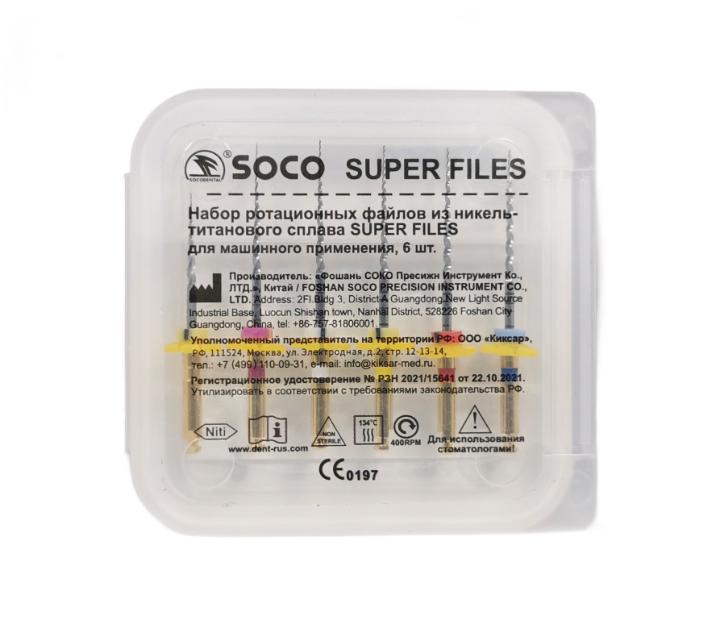 SOCODENTAL
® SOCO SUPER FILES
Набор ротационных файлов из никель-
титанового сплава SUPER FILES
для машинного применения, 6 шт.
Производитель: «Фошань СОКО Пресижн Инструмент Ко.,
ЛТД.», Китай / FOSHAN SOCO PRECISION INSTRUMENT CO.,
LTD. Address: 2Fl.Bldg 3, District A Guangdong New Light Source
Industrial Base, Luocun Shishan town, Nanhai District, 528226 Foshan City
Guangdong, China, tel: +86-757-81806001
Уполномоченный представитель на территории РФ: ООО «Киксар»,
РФ, 111524, Москва, ул. Электродная, д.2, стр. 12-13-14,
тел.: +7 (499) 110-09-31, e-mail: info@kiksar-med.ru.
Регистрационное удостоверение № РЗН 2021/15641 от 22.10.2021.
Утилизировать в соответствии с требованиями законодательства РФ.
Niti
i
NON
STERILE
134°C
400RPM
Для использования
стоматологами!
www.dent-rus.com
CE 0197